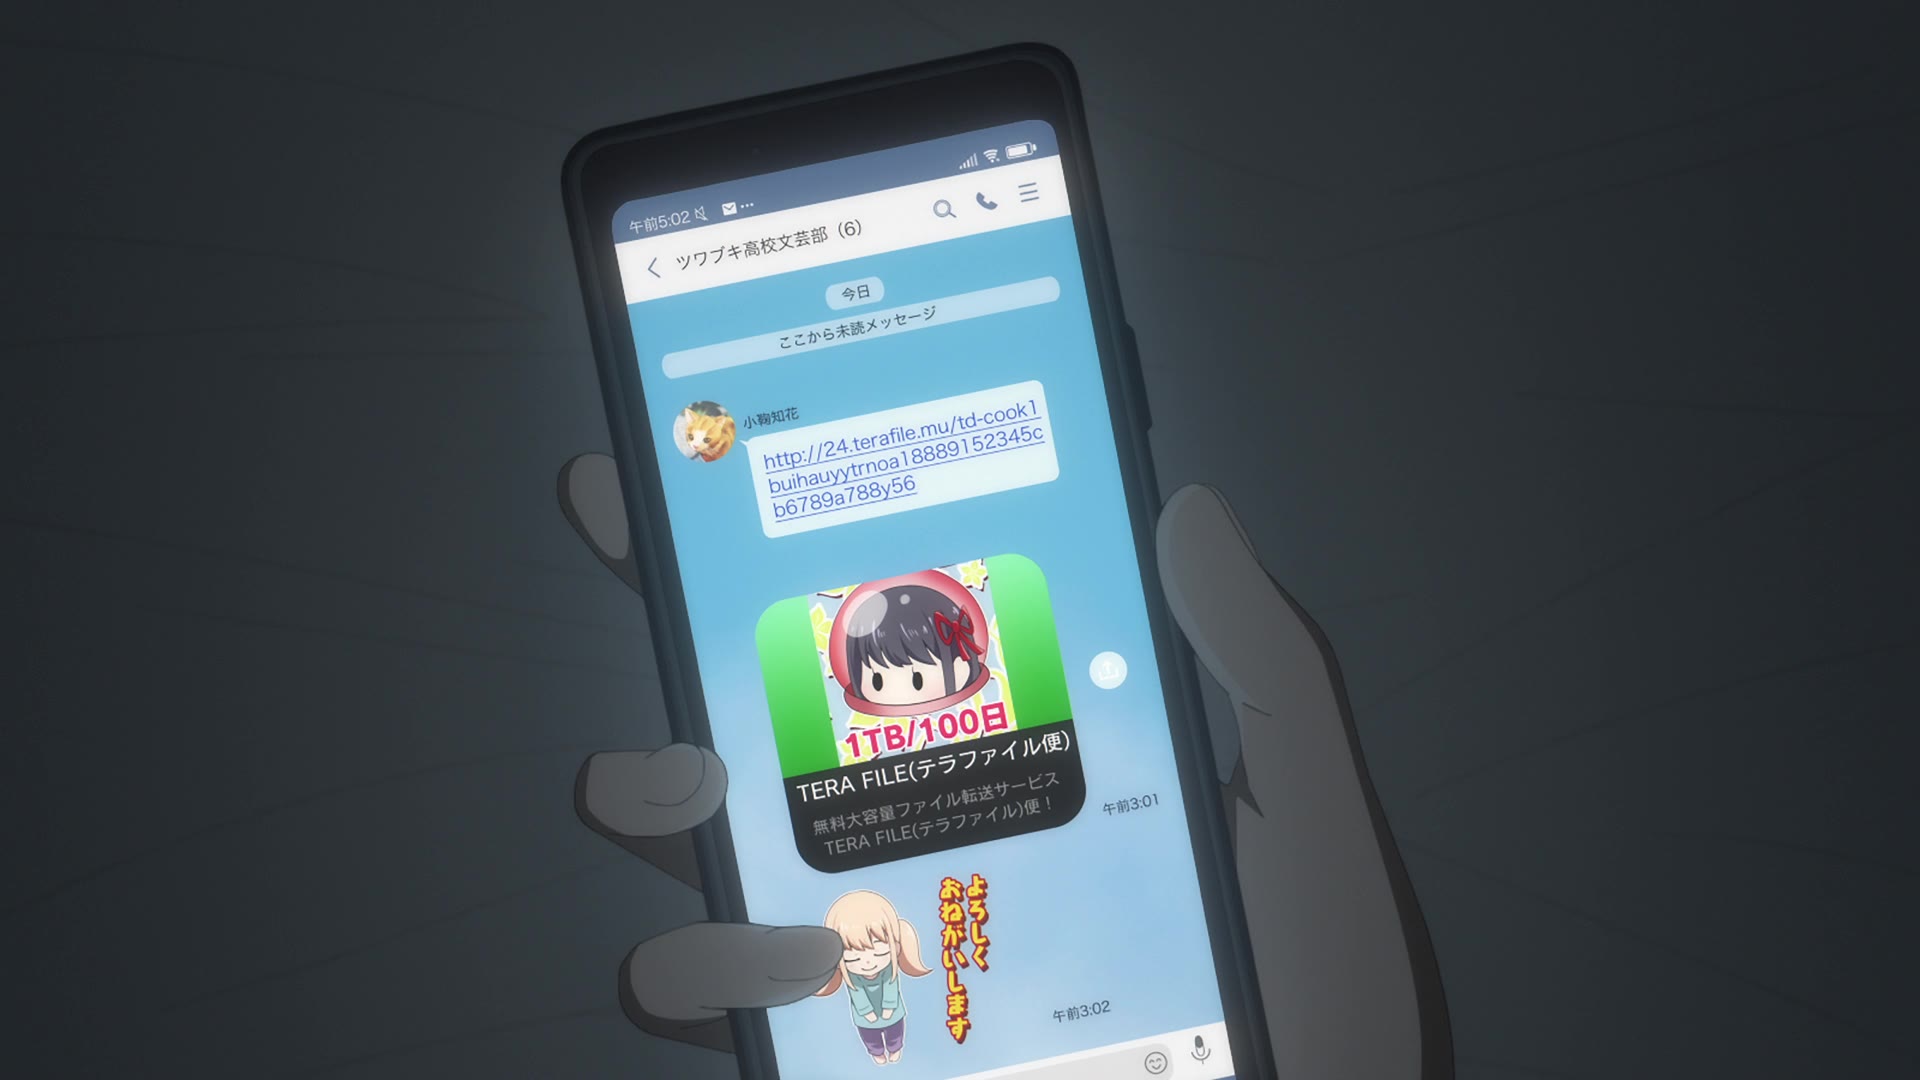 午前5:02
ツワブキ高校文芸部（6）
今日
ここから未読メッセージ
小鞠知花
http://24.terafile.mu/td-cook1
buihauyytrnoa18889152345c
b6789a788y56
1TB/100日
TERA FILE(テラファイル便)
無料大容量ファイル転送サービス
TERA FILE(テラファイル)便！
午前3:01
よろしく
おねがいします
午前3:02